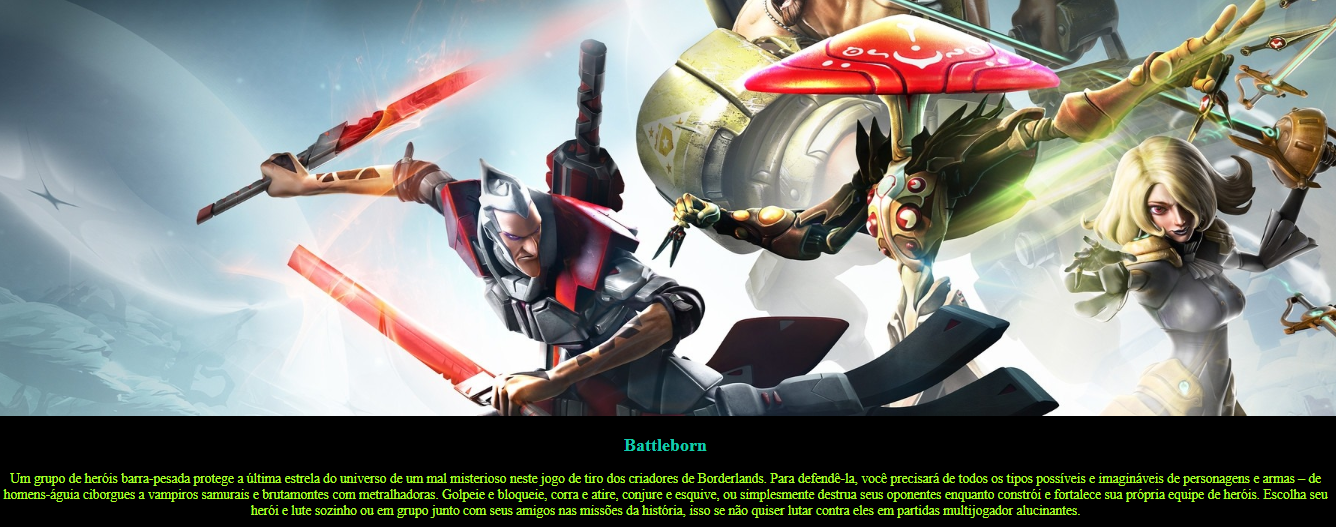 Battleborn
Um grupo de heróis barra-pesada protege a última estrela do universo de um mal misterioso neste jogo de tiro dos criadores de Borderlands. Para defendê-la, você precisará de todos os tipos possíveis e imagináveis de personagens e armas – de
homens-águia ciborgues a vampiros samurais e brutamontes com metralhadoras. Golpeie e bloqueie, corra e atire, conjure e esquive, ou simplesmente destrua seus oponentes enquanto constrói e fortalece sua própria equipe de heróis. Escolha seu
herói e lute sozinho ou em grupo junto com seus amigos nas missões da história, isso se não quiser lutar contra eles em partidas multijogador alucinantes.